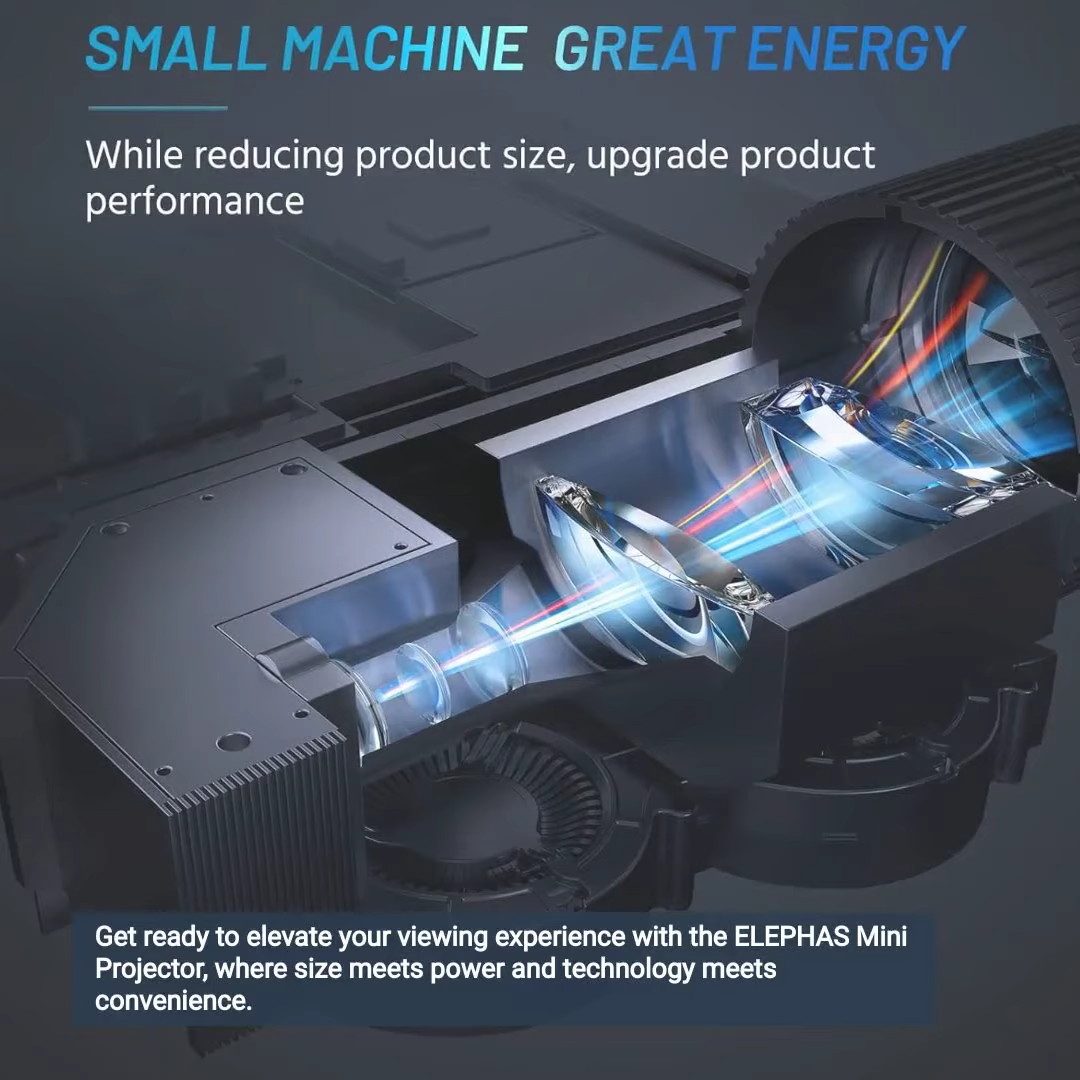 SMALL MACHINE GREAT ENERGY
While reducing product size, upgrade product
performance
Get ready to elevate your viewing experience with the ELEPHAS Mini
Projector, where size meets power and technology meets
convenience.